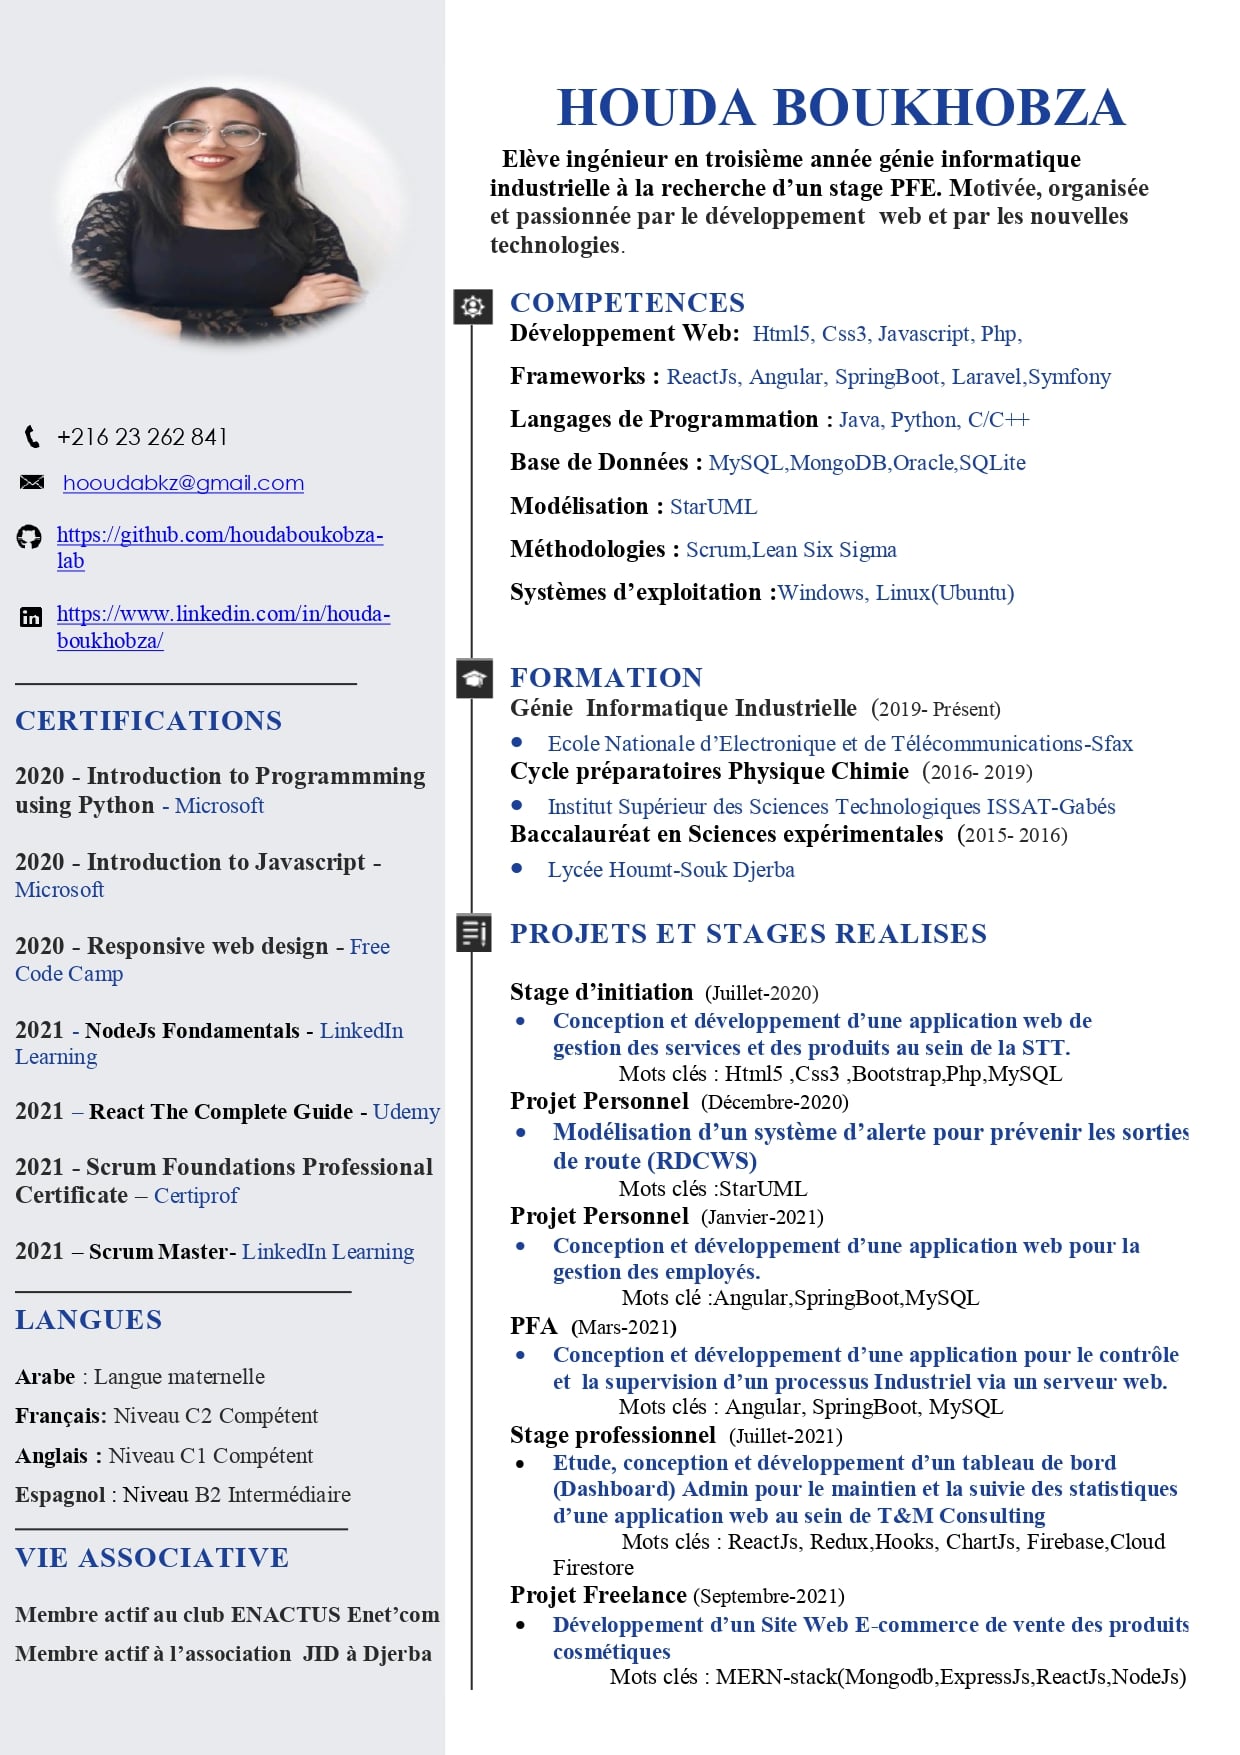 HOUDA BOUKHOBZA
Elève ingénieur en troisième année génie informatique
industrielle à la recherche d’un stage PFE. Motivée, organisée
et passionnée par le développement web et par les nouvelles
technologies.
+216 23 262 841
hooudabkz@gmail.com
https://github.com/houdaboukobza-
lab
https://www.linkedin.com/in/houda-
boukhobza/
CERTIFICATIONS
2020 - Introduction to Programmming
using Python - Microsoft
2020 - Introduction to Javascript -
Microsoft
2020 - Responsive web design - Free
Code Camp
2021 - NodeJs Fondamentals - LinkedIn
Learning
2021 – React The Complete Guide - Udemy
2021 - Scrum Foundations Professional
Certificate – Certiprof
2021 – Scrum Master- LinkedIn Learning
LANGUES
Arabe : Langue maternelle
Français: Niveau C2 Compétent
Anglais : Niveau C1 Compétent
Espagnol : Niveau B2 Intermédiaire
VIE ASSOCIATIVE
Membre actif au club ENACTUS Enet’com
Membre actif à l’association JID à Djerba
COMPETENCES
Développement Web: Html5, Css3, Javascript, Php,
Frameworks : ReactJs, Angular, SpringBoot, Laravel,Symfony
Langages de Programmation : Java, Python, C/C++
Base de Données : MySQL,MongoDB,Oracle,SQLite
Modélisation : StarUML
Méthodologies : Scrum,Lean Six Sigma
Systèmes d’exploitation :Windows, Linux(Ubuntu)
FORMATION
Génie Informatique Industrielle (2019- Présent)
• Ecole Nationale d’Electronique et de Télécommunications-Sfax
Cycle préparatoires Physique Chimie (2016- 2019)
• Institut Supérieur des Sciences Technologiques ISSAT-Gabés
Baccalauréat en Sciences expérimentales (2015- 2016)
• Lycée Houmt-Souk Djerba
PROJETS ET STAGES REALISES
Stage d’initiation (Juillet-2020)
• Conception et développement d’une application web de
gestion des services et des produits au sein de la STT.
Mots clés : Html5 ,Css3 ,Bootstrap,Php,MySQL
Projet Personnel (Décembre-2020)
• Modélisation d’un système d’alerte pour prévenir les sorties
de route (RDCWS)
Mots clés :StarUML
Projet Personnel (Janvier-2021)
• Conception et développement d’une application web pour la
gestion des employés.
Mots clé :Angular,SpringBoot,MySQL
PFA (Mars-2021)
• Conception et développement d’une application pour le contrôle
et la supervision d’un processus Industriel via un serveur web.
Mots clés : Angular, SpringBoot, MySQL
Stage professionnel (Juillet-2021)
• Etude, conception et développement d’un tableau de bord
(Dashboard) Admin pour le maintien et la suivie des statistiques
d’une application web au sein de T&M Consulting
Mots clés : ReactJs, Redux,Hooks, ChartJs, Firebase,Cloud
Firestore
Projet Freelance (Septembre-2021)
• Développement d’un Site Web E-commerce de vente des produits
cosmétiques
Mots clés : MERN-stack(Mongodb,ExpressJs,ReactJs,NodeJs)